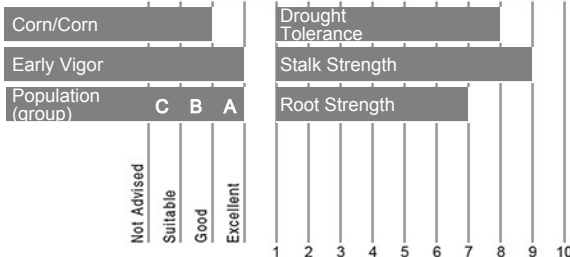 Corn/Corn
Early Vigor
Population
(group)
C B A
Not Advised
Suitable
Good
Excellent
Drought
Tolerance
Stalk Strength
Root Strength
1 2 3 4 5 6 7 8 9 10